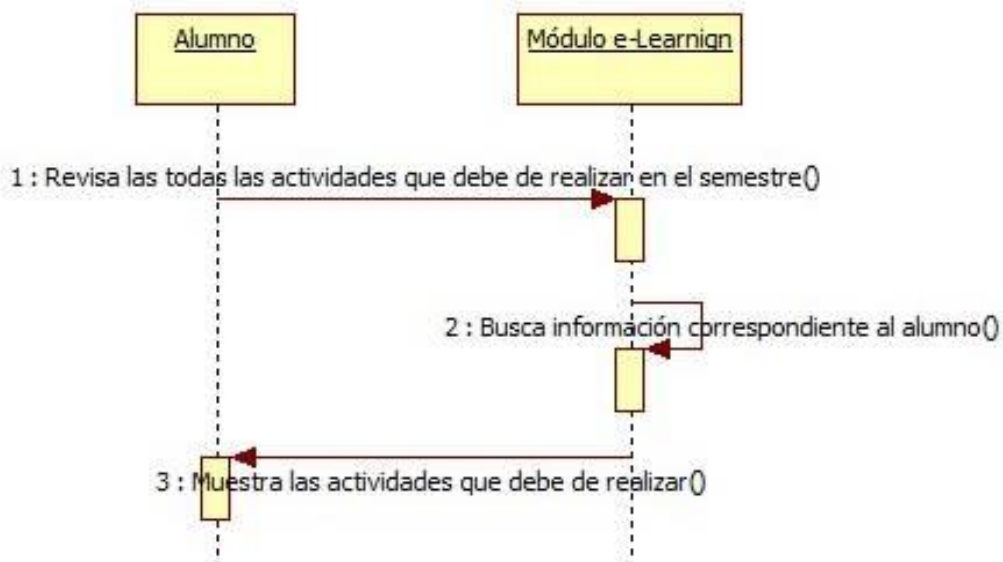 Alumno
Módulo e-Learnign
1 : Revisa las todas las actividades que debe de realizar en el semestre()
2 : Busca información correspondiente al alumno()
3 : Muestra las actividades que debe de realizar()